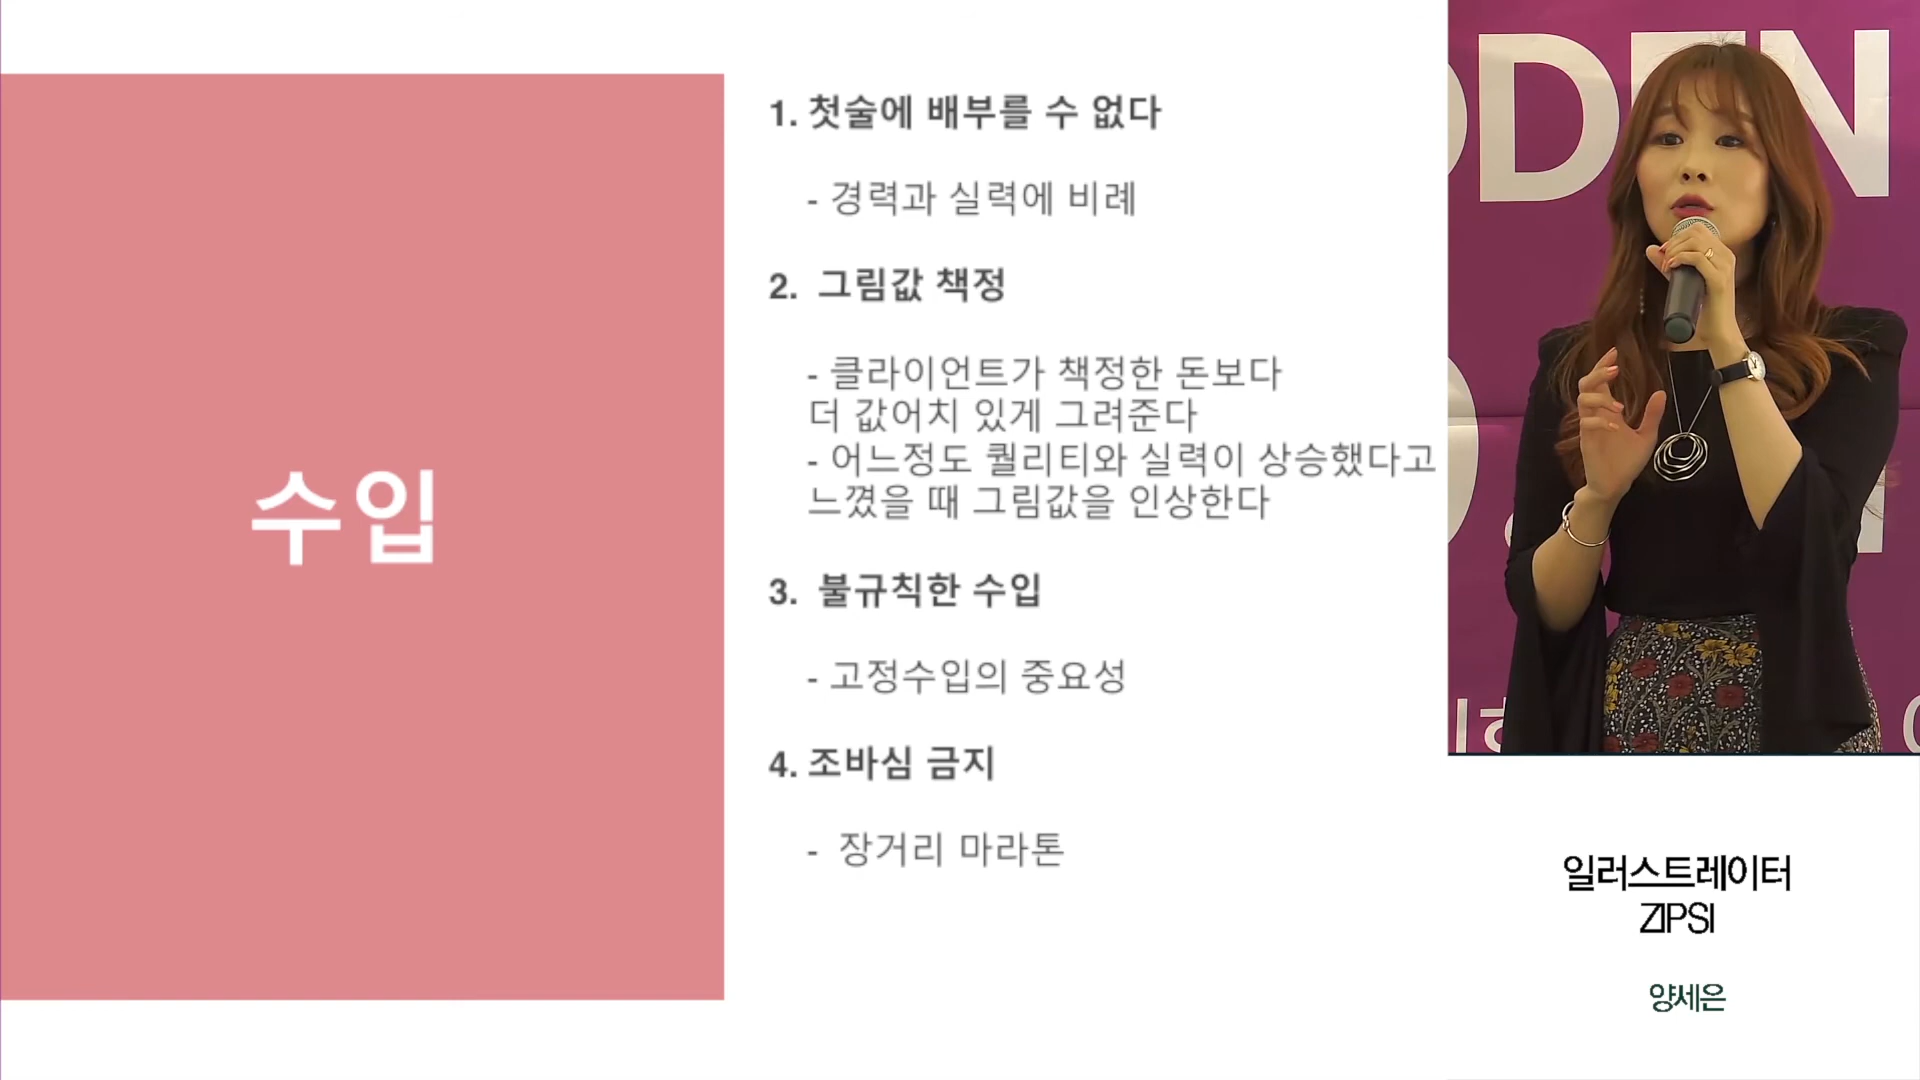 수입
1. 첫술에 배부를 수 없다
- 경력과 실력에 비례
2. 그림값 책정
- 클라이언트가 책정한 돈보다
더 값어치 있게 그려준다
- 어느정도 퀄리티와 실력이 상승했다고
느꼈을 때 그림값을 인상한다
3. 불규칙한 수입
- 고정수입의 중요성
4. 조바심 금지
- 장거리 마라톤
일러스트레이터
ZIPSI
양세은